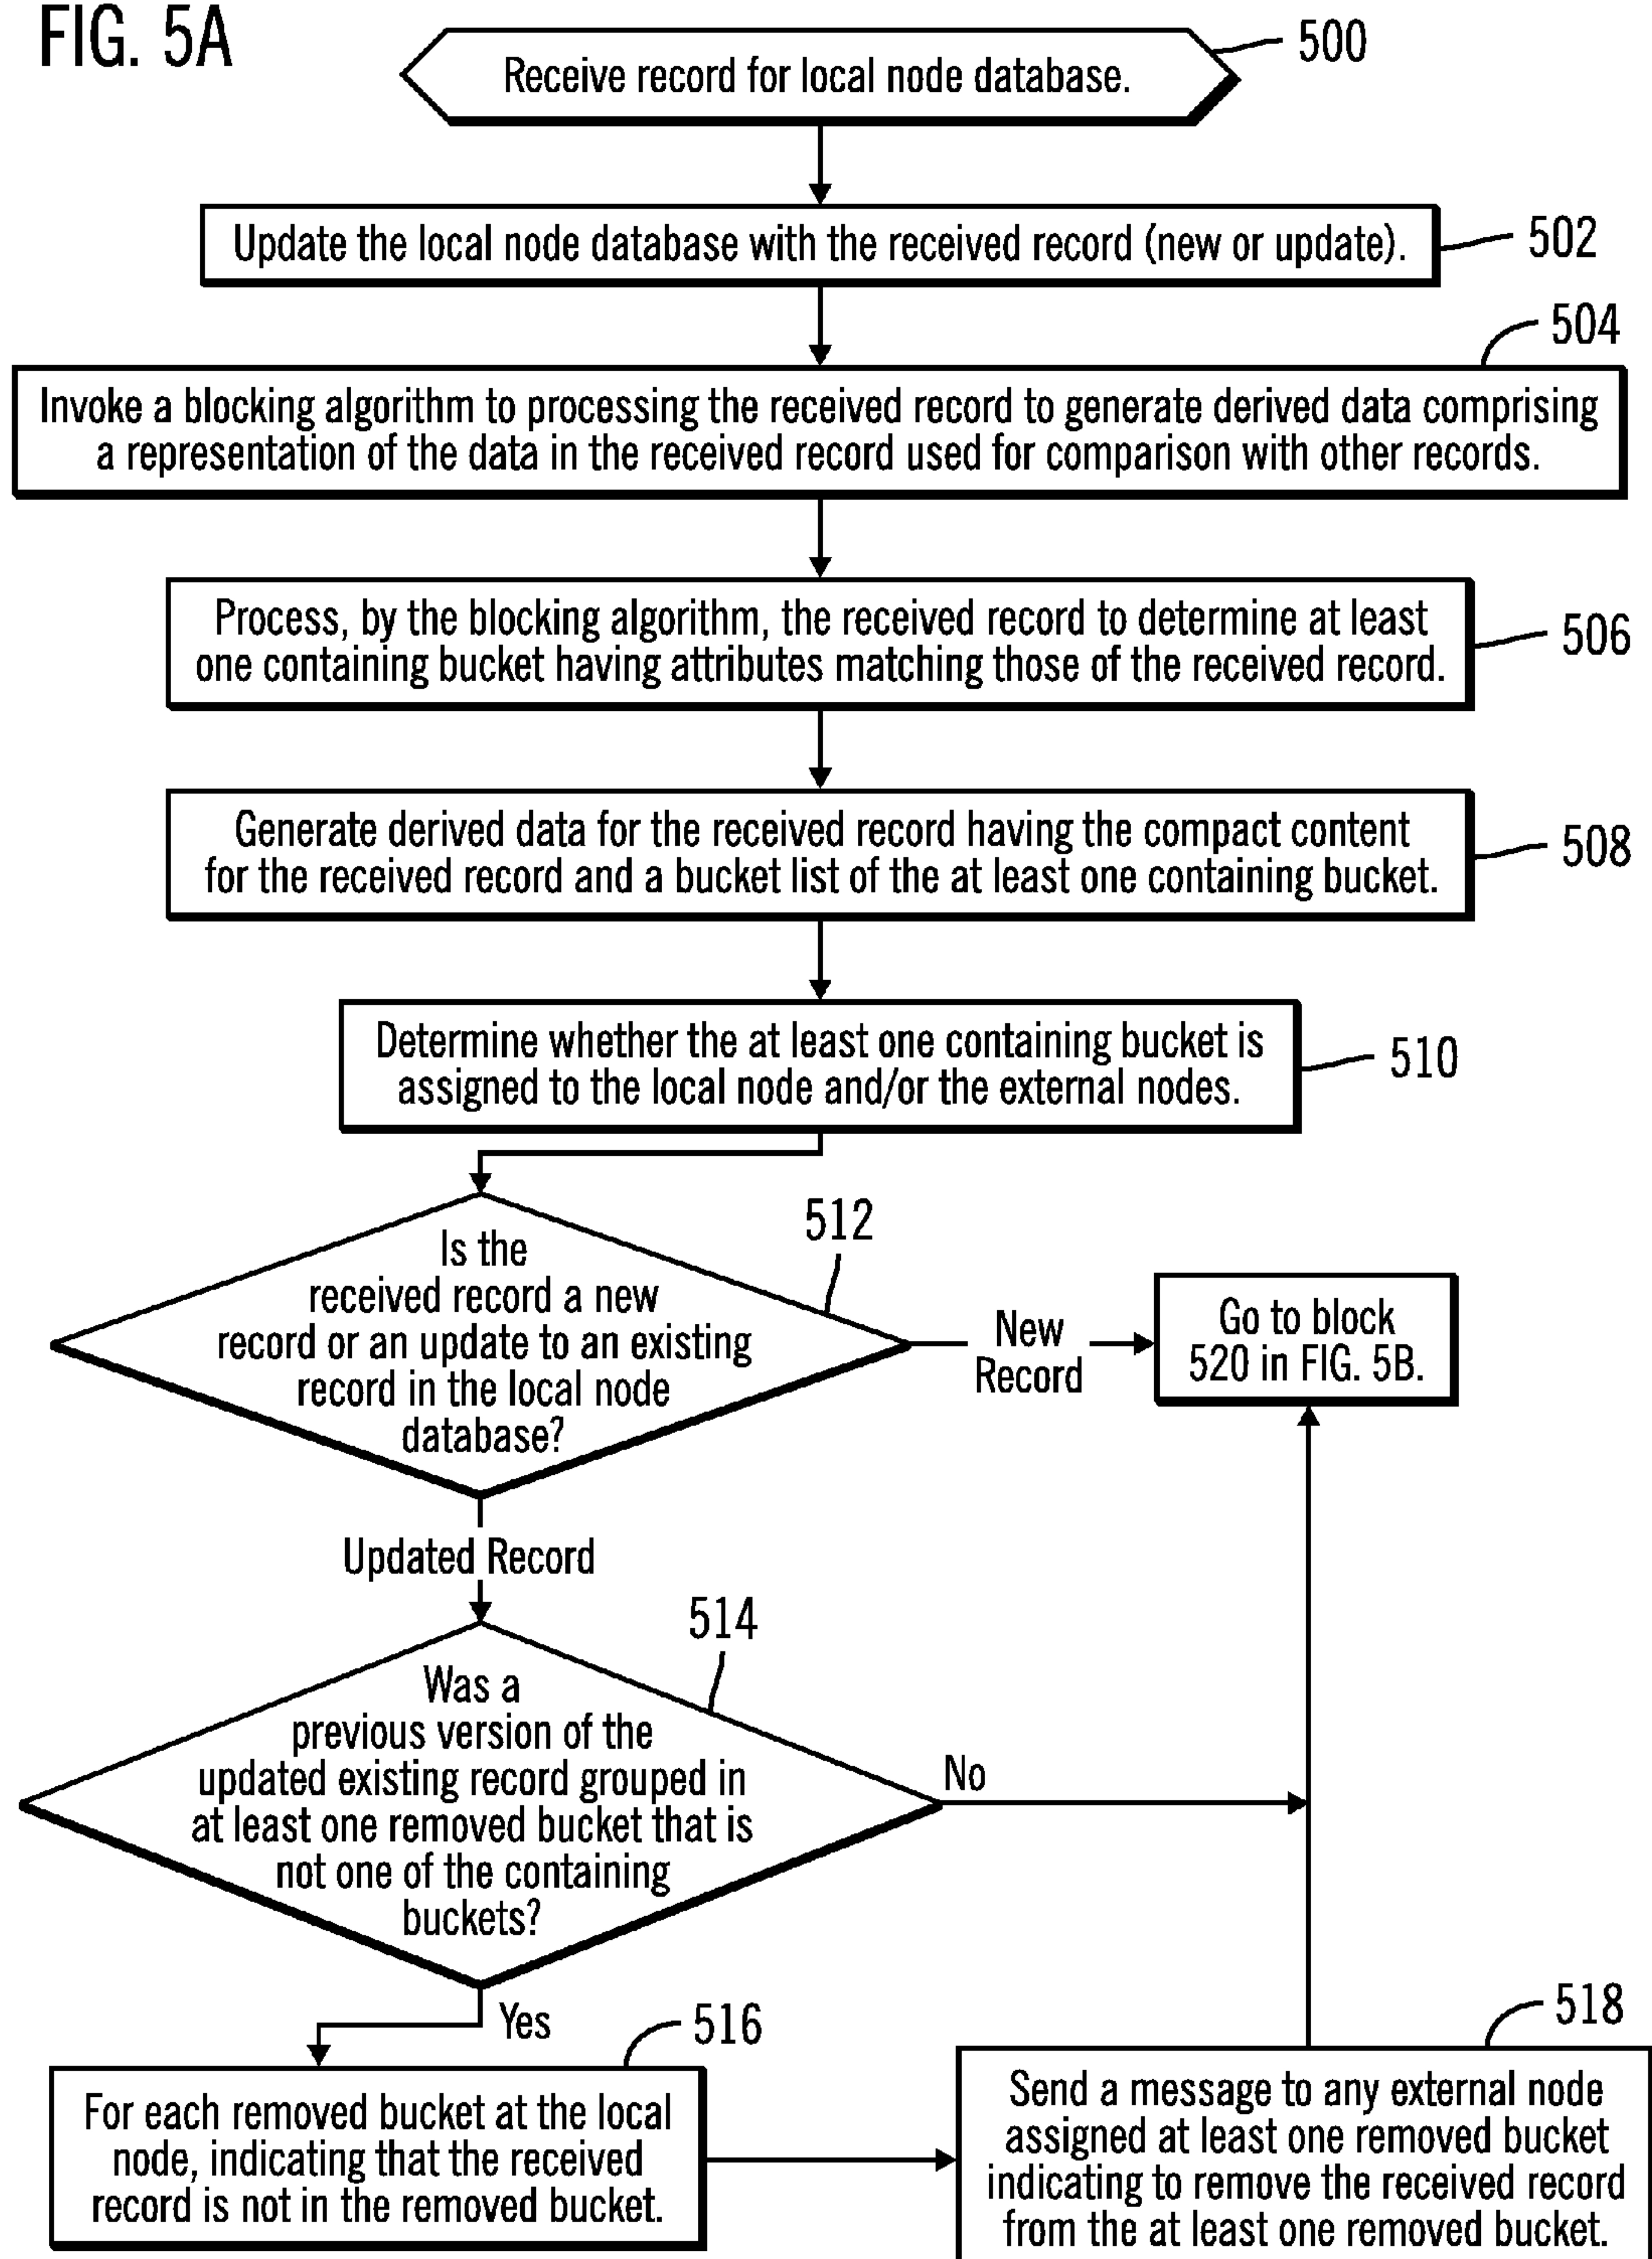 FIG. 5A
500
Receive record for local node database.
502
Update the local node database with the received record (new or update).
504
Invoke a blocking algorithm to processing the received record to generate derived data comprising
a representation of the data in the received record used for comparison with other records.
506
Process, by the blocking algorithm, the received record to determine at least
one containing bucket having attributes matching those of the received record.
508
Generate derived data for the received record having the compact content
for the received record and a bucket list of the at least one containing bucket.
510
Determine whether the at least one containing bucket is
assigned to the local node and/or the external nodes.
512
Is the
received record a new
record or an update to an existing
record in the local node
database?
New
Record
Go to block
520 in FIG. 5B.
Updated Record
514
Was a
previous version of the
updated existing record grouped in
at least one removed bucket that is
not one of the containing
buckets?
No
Yes
516
For each removed bucket at the local
node, indicating that the received
record is not in the removed bucket.
518
Send a message to any external node
assigned at least one removed bucket
indicating to remove the received record
from the at least one removed bucket.